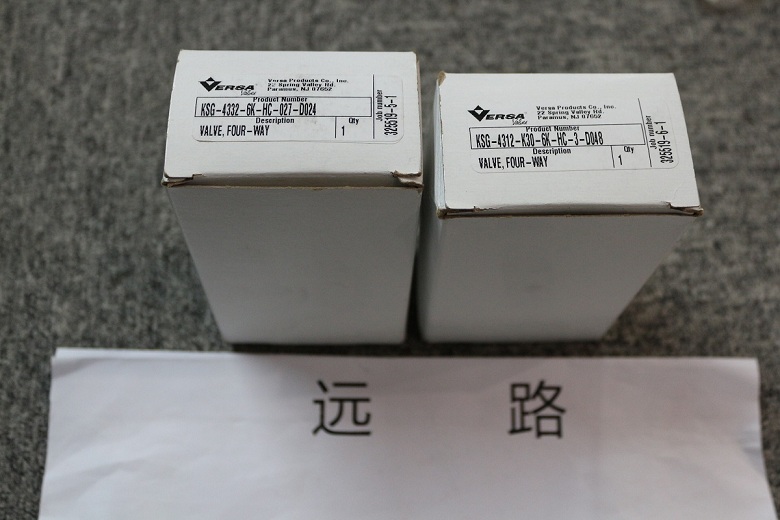 VERSA
Valves
Versa Products Co., Inc.
22 Spring Valley Rd.
Paramus, NJ 07652
Product Number
KSG-4332-6K-HC-027-D024
Description
Qty
VALVE, FOUR-WAY
1
Job number
326519-5-1
VERSA
Valves
Versa Products Co., Inc.
22 Spring Valley Rd.
Paramus, NJ 07652
Product Number
KSG-4312-K30-6K-HC-3-D048
Description
Qty
VALVE, FOUR-WAY
1
Job number
326519-6-1
远 路